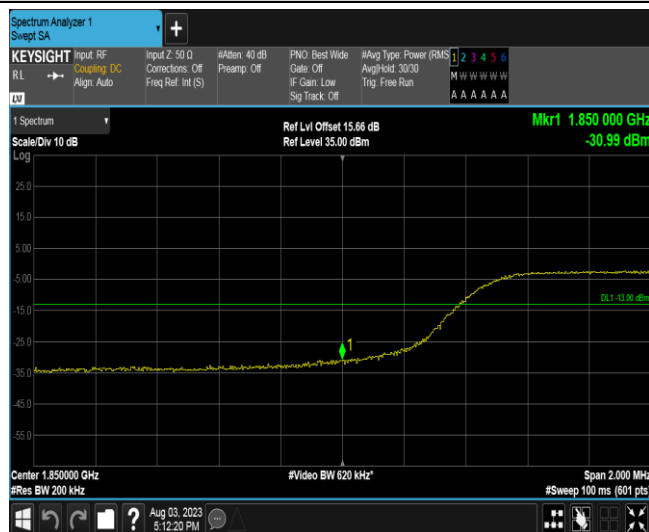 Spectrum Analyzer 1
Swept SA
KEYSIGHT
RL
LXI
Input: RF
Coupling: DC
Align: Auto
Input Z: 50 Ω
Corrections: Off
Freq Ref: Int (S)
#Atten: 40 dB
Preamp: Off
PNO: Best Wide
Gate: Off
IF Gain: Low
Sig Track: Off
#Avg Type: Power (RMS
Avg|Hold: 30/30
Trig: Free Run
1 2 3 4 5 6
M W W W W W
A A A A A A
1 Spectrum
Scale/Div 10 dB
Log
Ref Lvl Offset 15.66 dB
Ref Level 35.00 dBm
Mkr1 1.850 000 GHz
-30.99 dBm
25.0
15.0
5.00
-5.00
DL1 -13.00 dBm
-15.0
1
-25.0
-35.0
-45.0
-55.0
Center 1.850000 GHz
#Video BW 620 kHz*
Span 2.000 MHz
#Res BW 200 kHz
#Sweep 100 ms (601 pts)
?
Aug 03, 2023
5:12:20 PM